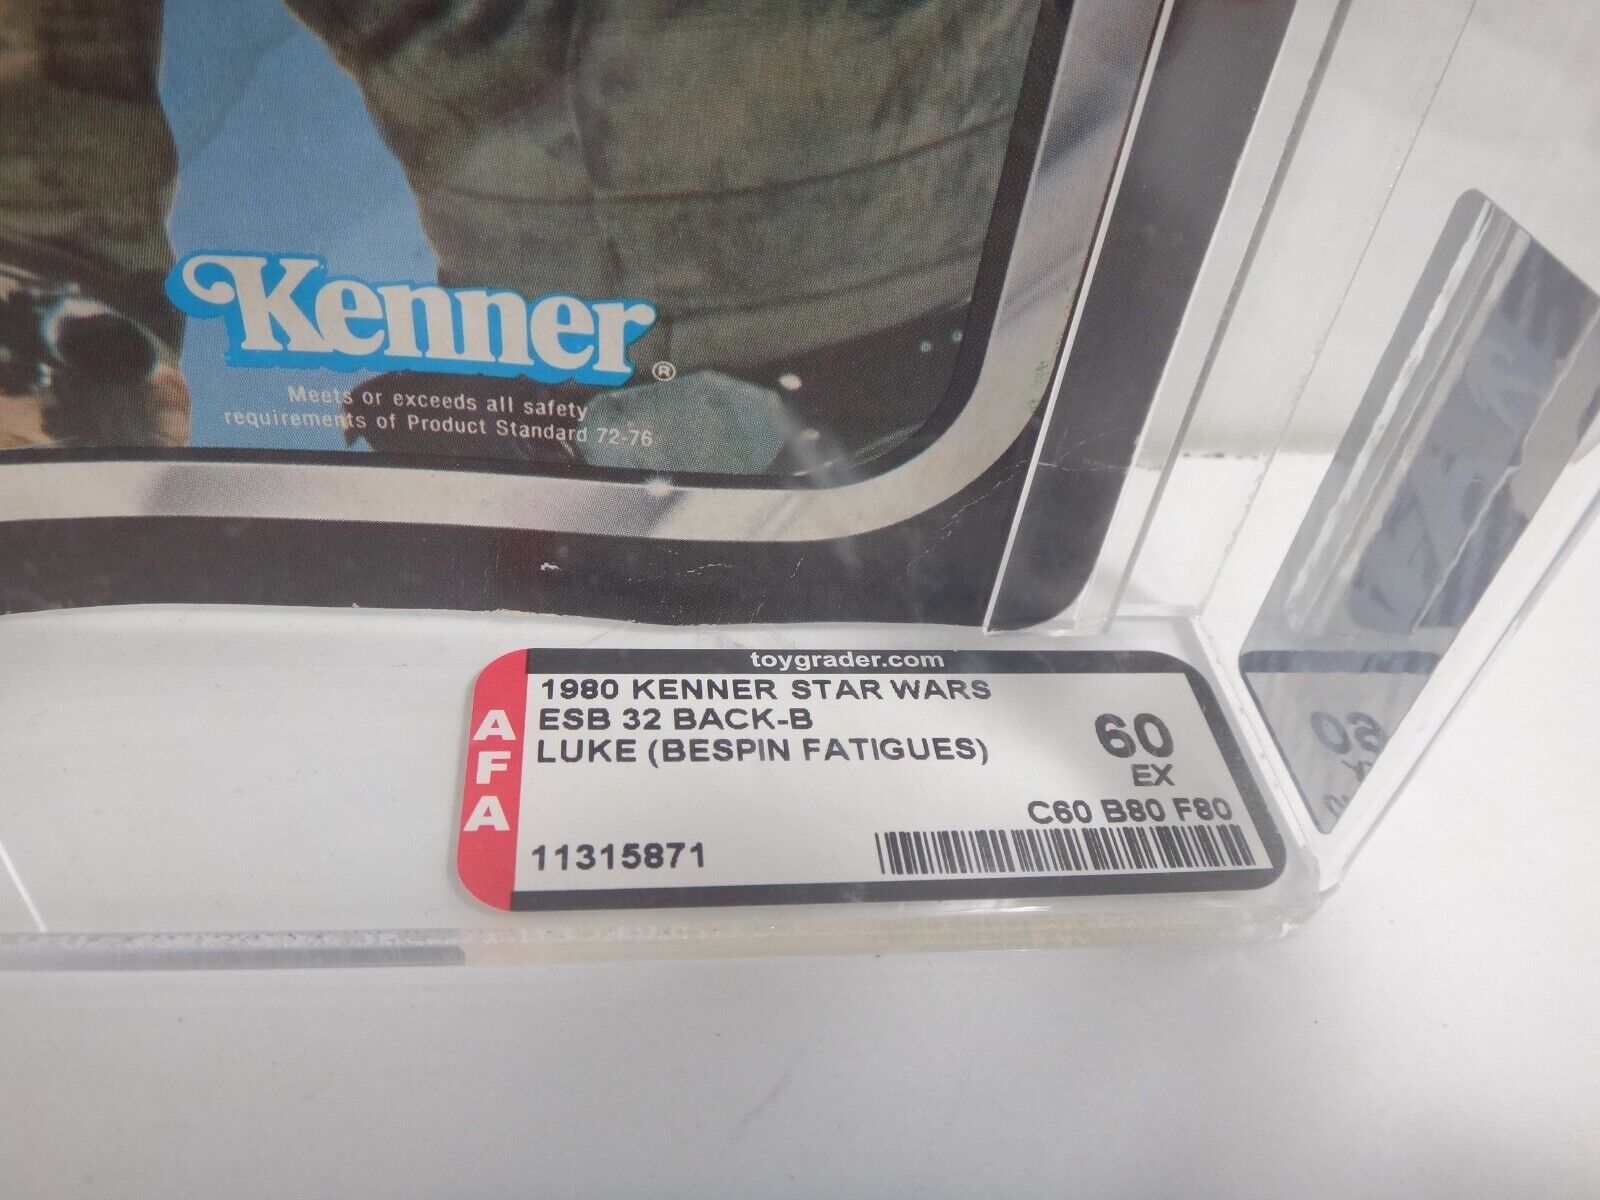 Kenner®
Meets or exceeds all safety
requirements of Product Standard 72-76
toygrader.com
AFA
1980 KENNER STAR WARS
ESB 32 BACK-B
LUKE (BESPIN FATIGUES)
60
EX
C60 B80 F80
11315871
60